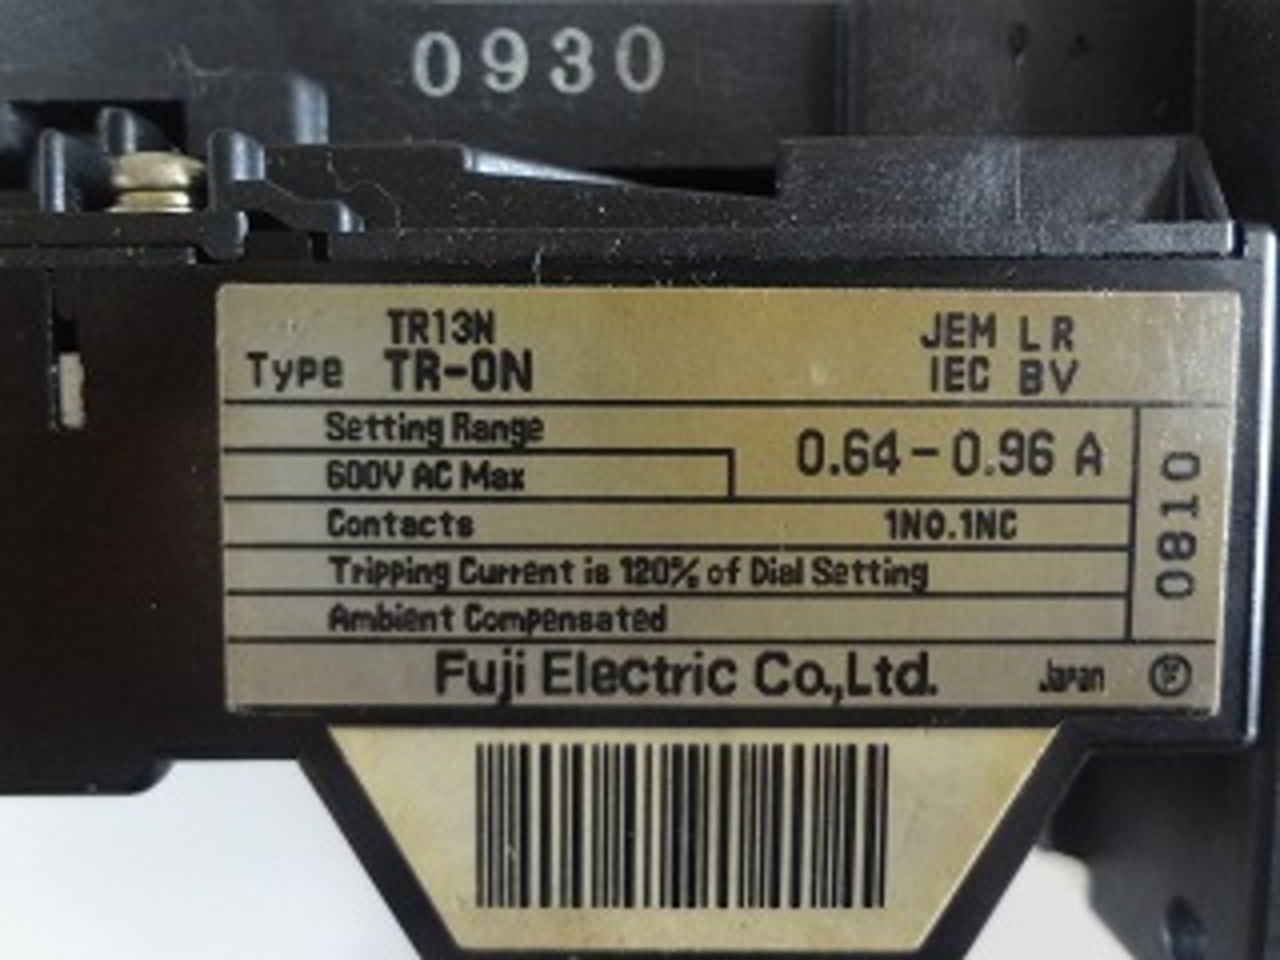 0930
TR13N
Type TR-0N
JEM LR
IEC BV
Setting Range
0.64-0.96 A
600V AC Max
Contacts 1NO.1NC
Tripping Current is 120% of Dial Setting
Ambient Compensated
0810
Fuji Electric Co.,Ltd. Japan